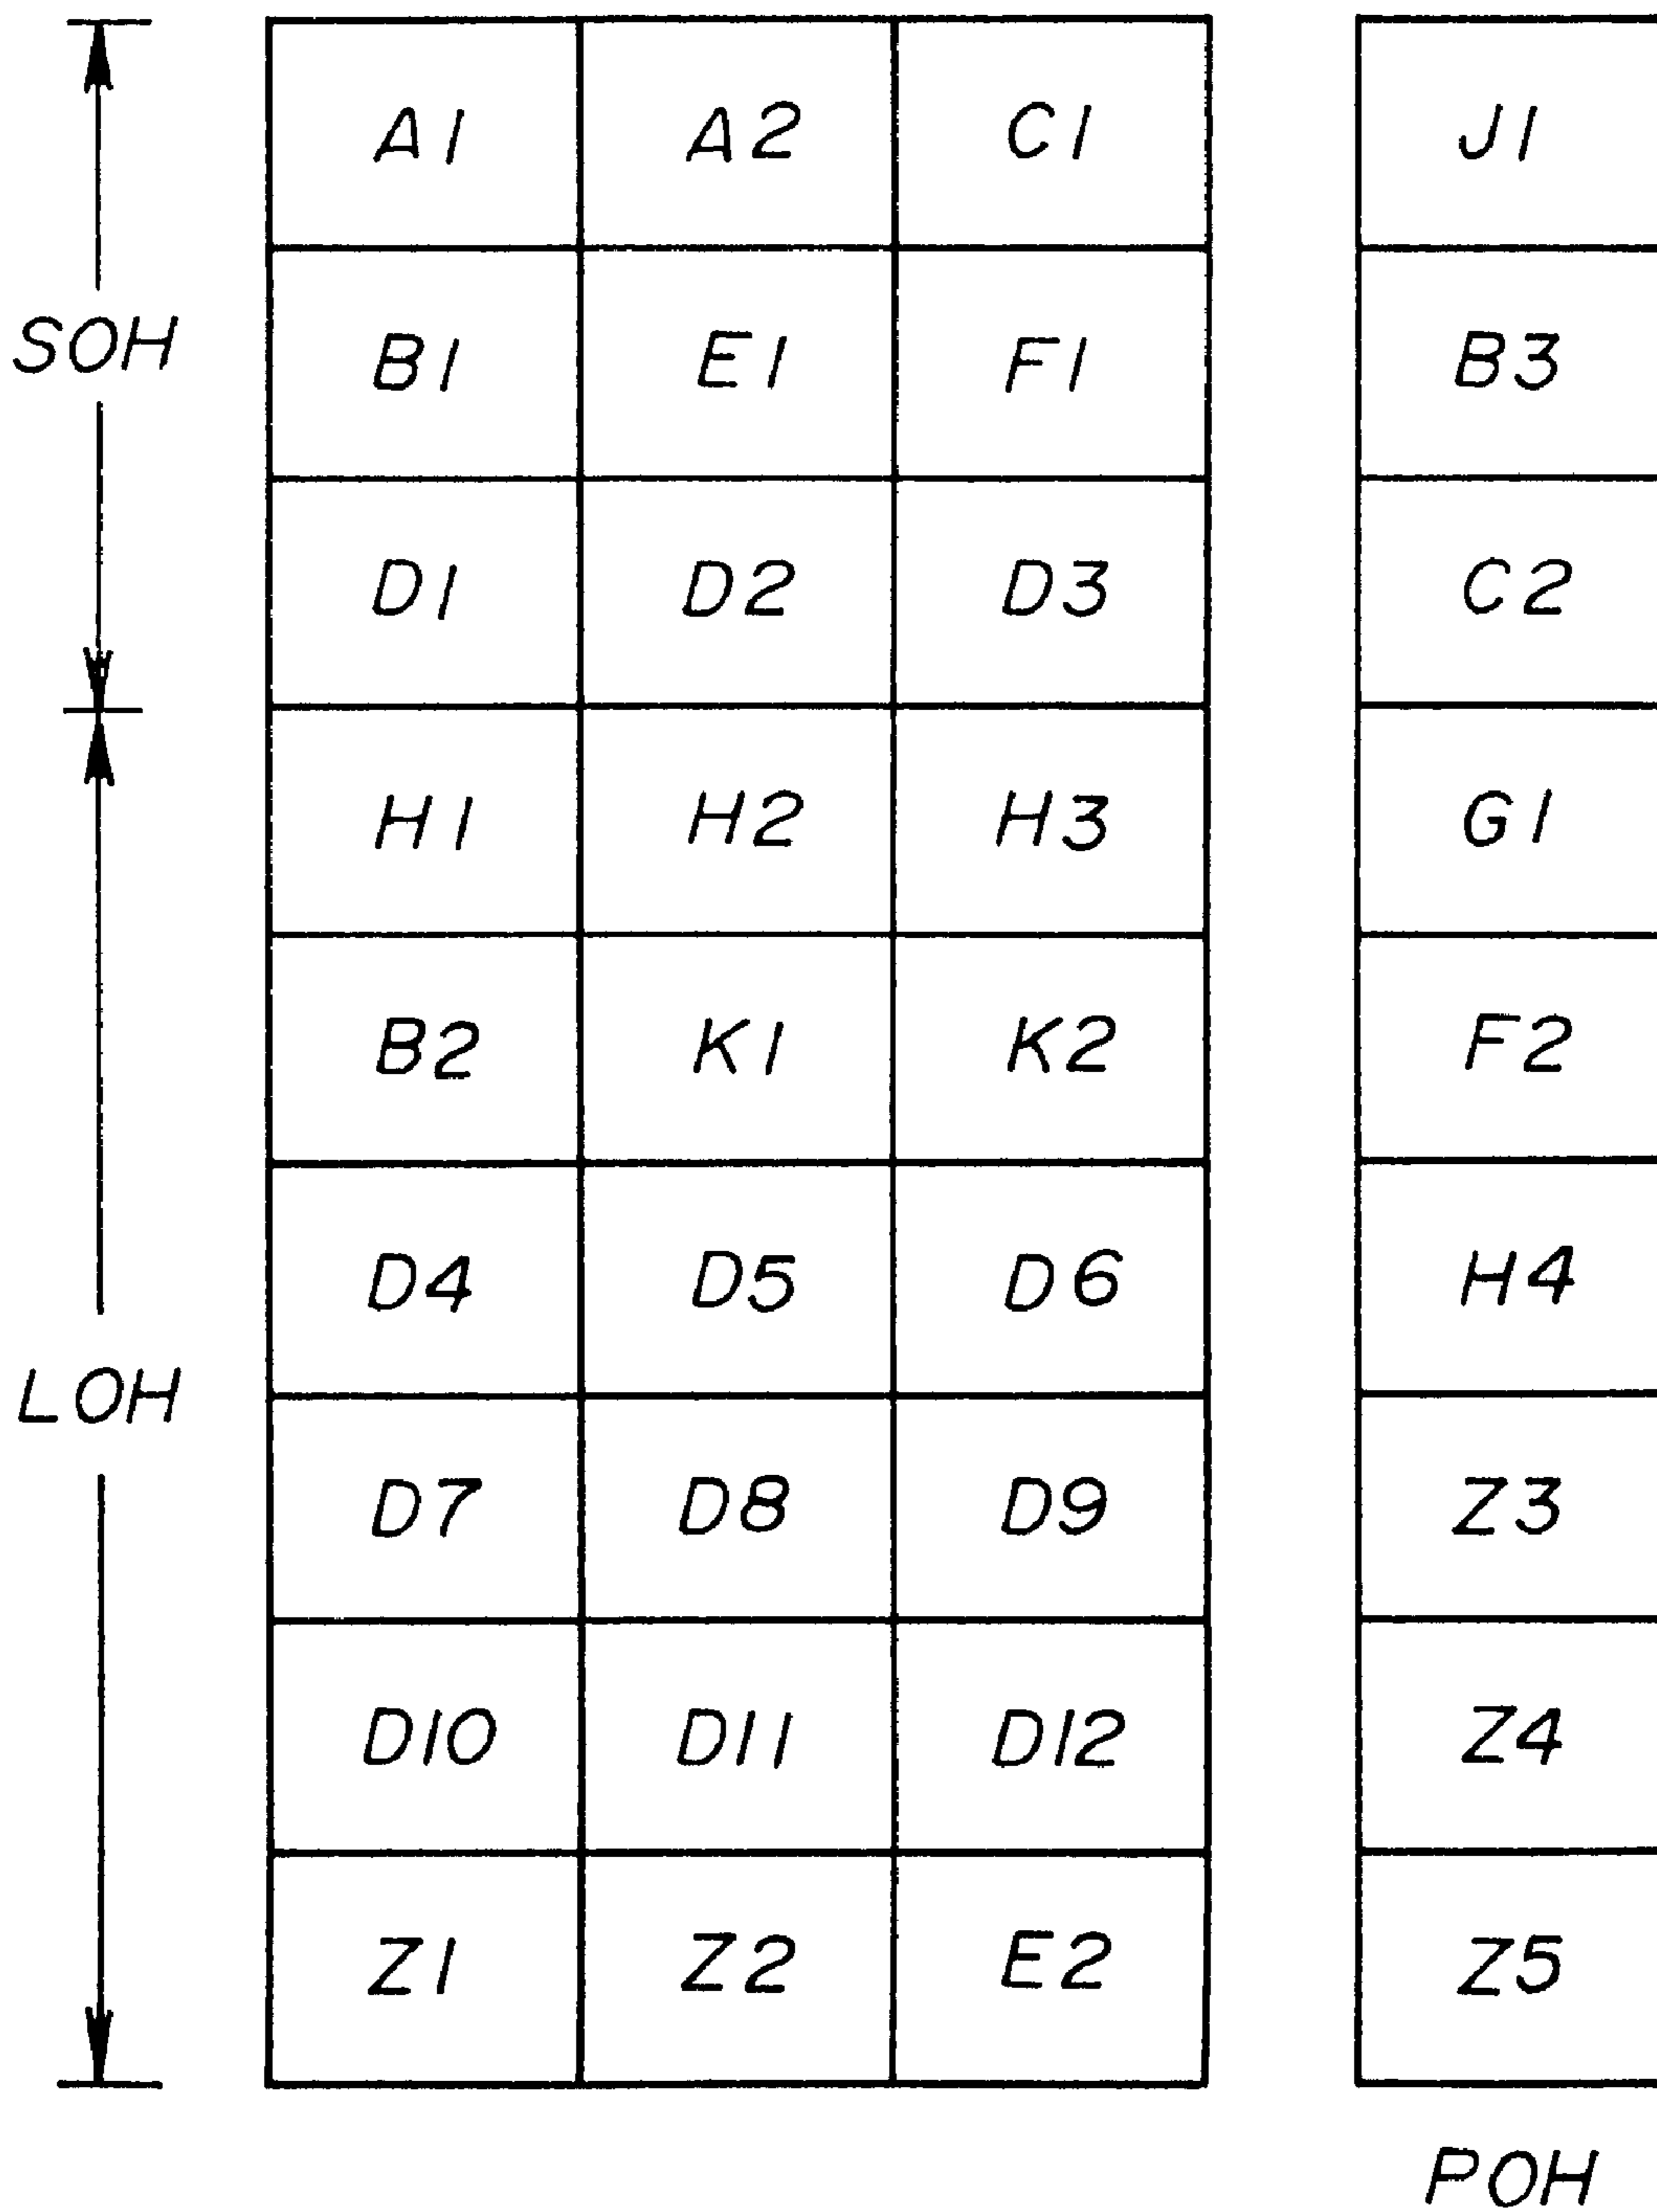 A1 A2 C1 J1
SOH B1 E1 F1 B3
D1 D2 D3 C2
H1 H2 H3 G1
B2 K1 K2 F2
D4 D5 D6 H4
LOH D7 D8 D9 Z3
D10 D11 D12 Z4
Z1 Z2 E2 Z5
POH